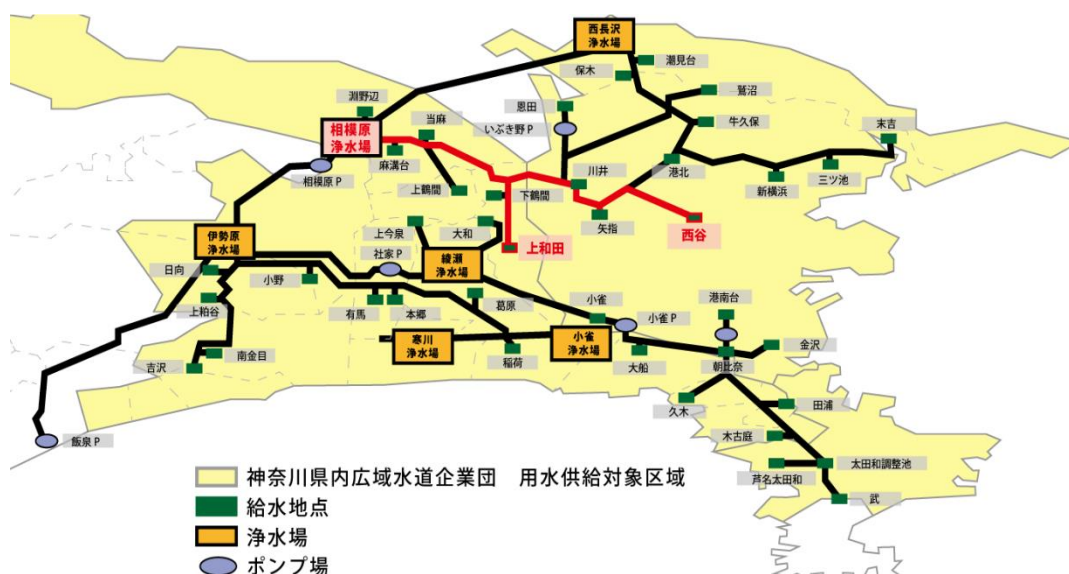 西長沢
浄水場
潮見台
保木
鷺沼
淵野辺
恩田
当麻
いぶき野 P
牛久保
末吉
相模原
浄水場
麻溝台
川井
港北
相模原 P
上鶴間
下鶴間
新横浜
三ツ池
矢指
西谷
上今泉
大和
上和田
伊勢原
浄水場
社家 P
綾瀬
浄水場
日向
小野
上粕谷
有馬
本郷
葛原
小雀
港南台
小雀 P
寒川
浄水場
小雀
浄水場
金沢
南金目
稲荷
大船
朝比奈
吉沢
久木
田浦
飯泉 P
木古庭
太田和調整池
芦名太田和
武
神奈川県内広域水道企業団 用水供給対象区域
給水地点
浄水場
ポンプ場